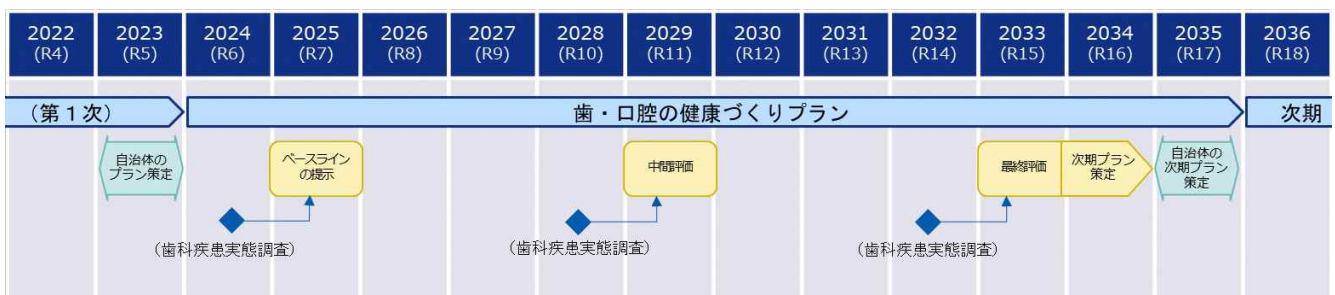 2022 2023 2024 2025 2026 2027 2028 2029 2030 2031 2032 2033 2034 2035 2036
(R4) (R5) (R6) (R7) (R8) (R9) (R10) (R11) (R12) (R13) (R14) (R15) (R16) (R17) (R18)
(第1次) 歯・口腔の健康づくりプラン 次期
自治体の
プラン策定
ベースライン
の提示
中間評価
最終評価
次期プラン
策定
自治体の
次期プラン
策定
(歯科疾患実態調査) (歯科疾患実態調査) (歯科疾患実態調査)